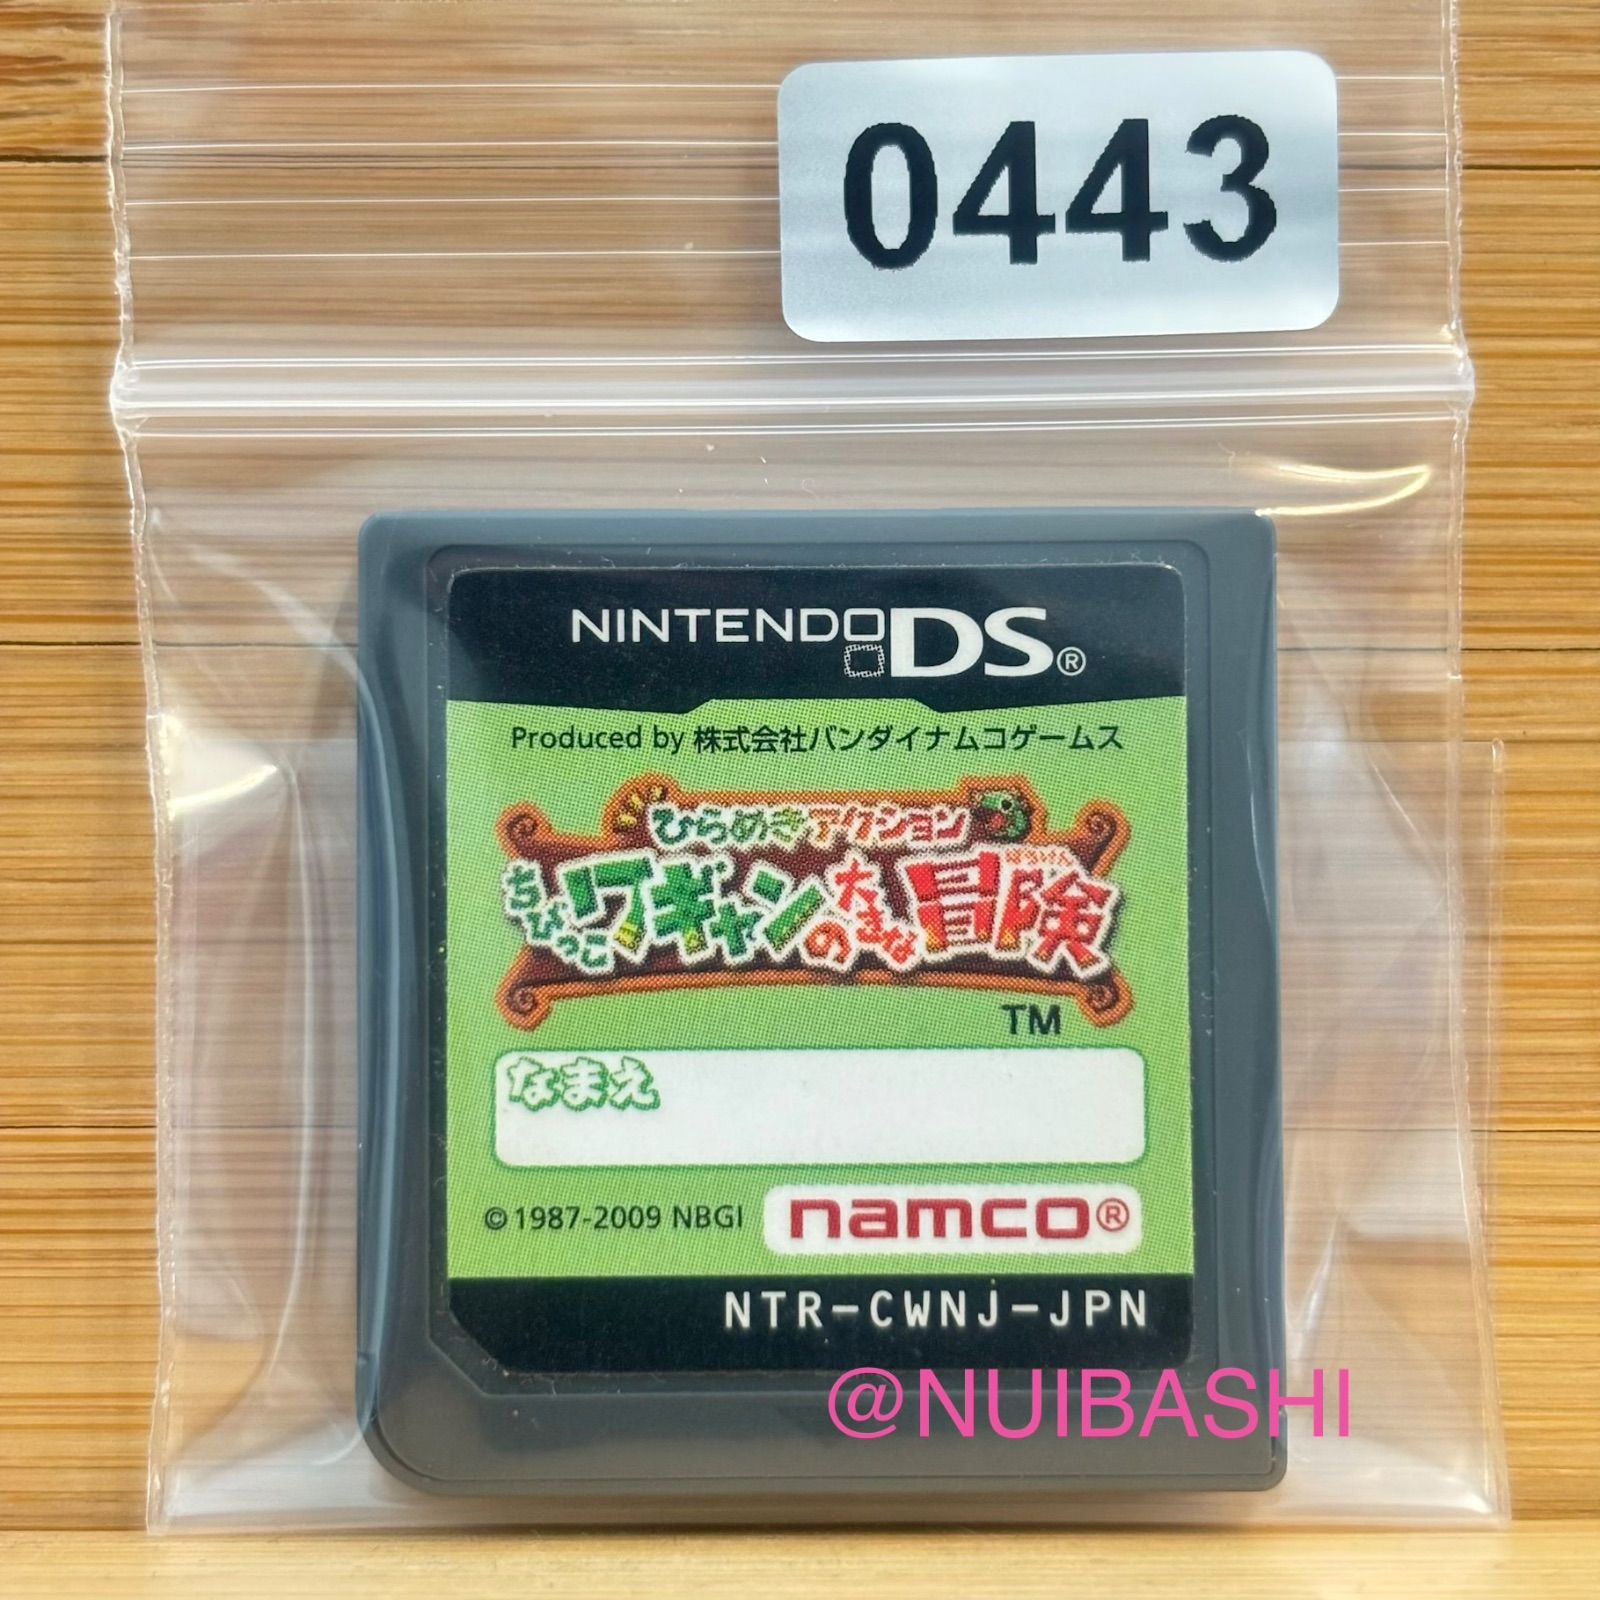 0443
NINTENDO DS®
Produced by 株式会社バンダイナムコゲームス
ひらめきアクション
ぼうけん
ちびっこワギャンの大きな冒険
TM
なまえ
© 1987-2009 NBGI namco®
NTR-CWNJ-JPN
@NUIBASHI